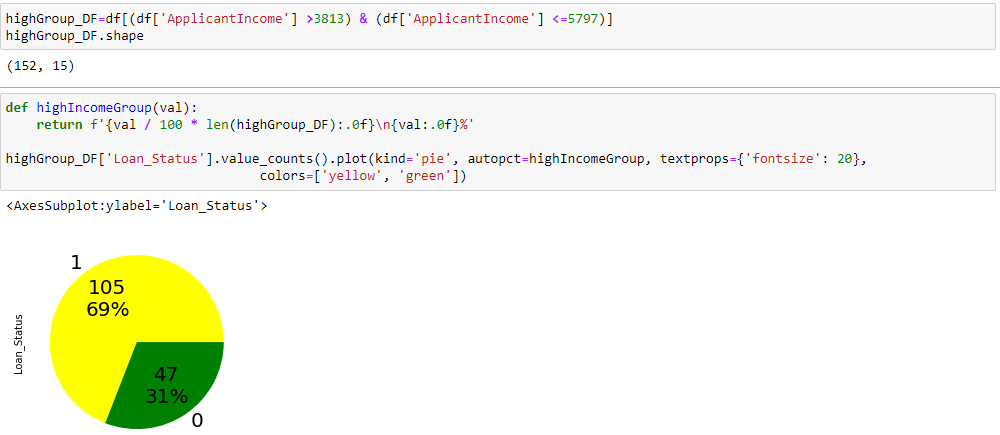 highGroup_DF=df[(df['ApplicantIncome'] >3813) & (df['ApplicantIncome'] <=5797)]
highGroup_DF.shape
(152, 15)
def highIncomeGroup(val):
    return f'{val / 100 * len(highGroup_DF):.0f}\n{val:.0f}%'
highGroup_DF['Loan_Status'].value_counts().plot(kind='pie', autopct=highIncomeGroup, textprops={'fontsize': 20},
                                 colors=['yellow', 'green'])
<AxesSubplot:ylabel='Loan_Status'>
1
105
69%
Loan_Status
47
31%
0